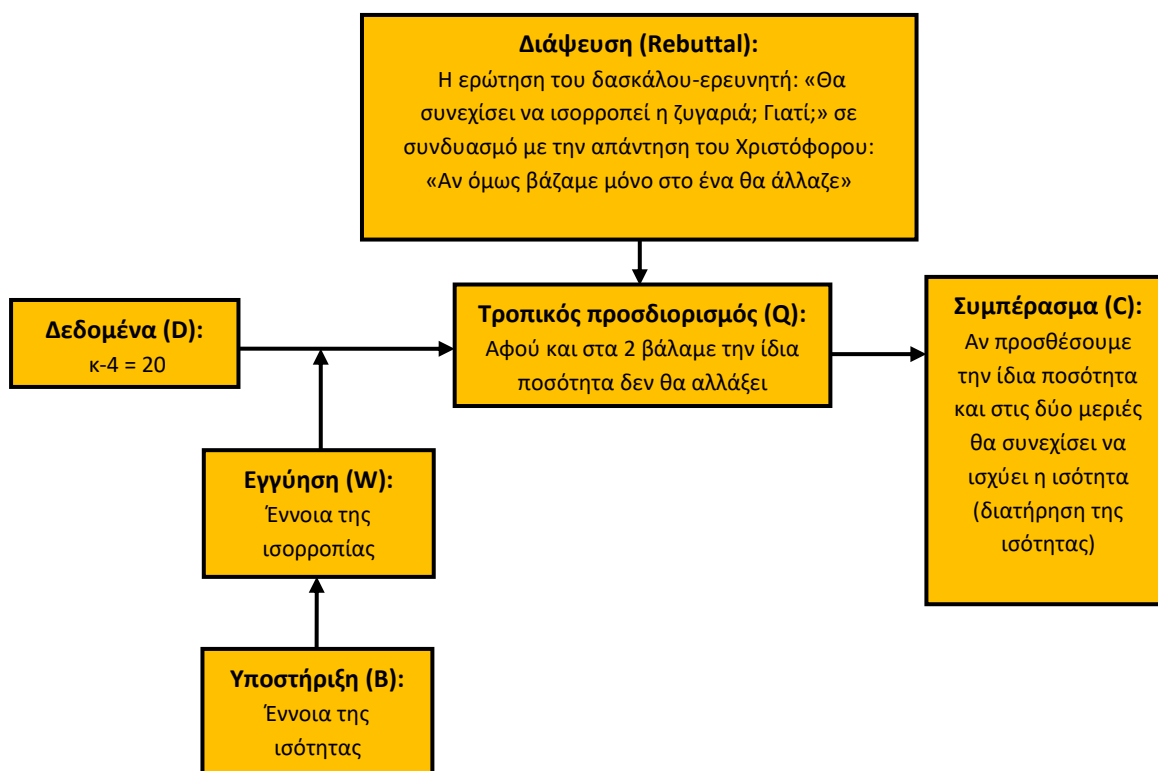 Διάψευση (Rebuttal):
Η ερώτηση του δασκάλου-ερευνητή: «Θα
συνεχίσει να ισορροπεί η ζυγαριά; Γιατί;» σε
συνδυασμό με την απάντηση του Χριστόφορου:
«Αν όμως βάζαμε μόνο στο ένα θα άλλαζε»
Δεδομένα (D):
κ-4 = 20
Τροπικός προσδιορισμός (Q):
Αφού και στα 2 βάλαμε την ίδια
ποσότητα δεν θα αλλάξει
Συμπέρασμα (C):
Αν προσθέσουμε
την ίδια ποσότητα
και στις δύο μεριές
θα συνεχίσει να
ισχύει η ισότητα
(διατήρηση της
ισότητας)
Εγγύηση (W):
Έννοια της
ισορροπίας
Υποστήριξη (B):
Έννοια της
ισότητας